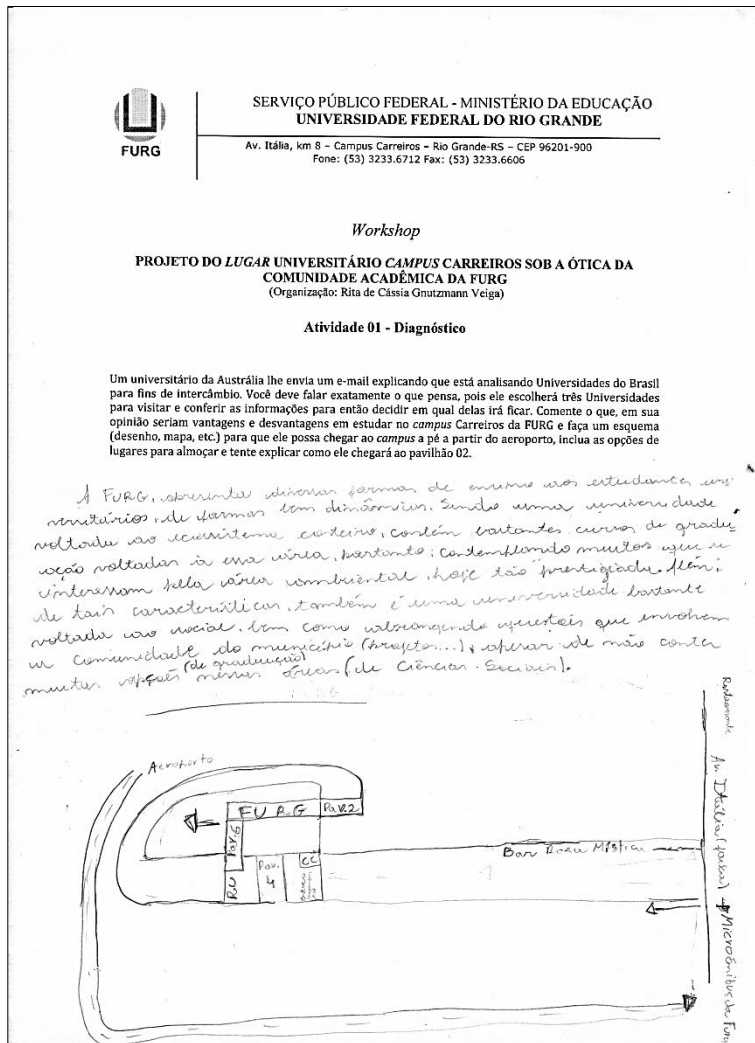 FURG
SERVIÇO PÚBLICO FEDERAL - MINISTÉRIO DA EDUCAÇÃO
UNIVERSIDADE FEDERAL DO RIO GRANDE
Av. Itália, km 8 – Campus Carreiros – Rio Grande-RS – CEP 96201-900
Fone: (53) 3233.6712 Fax: (53) 3233.6606
Workshop
PROJETO DO LUGAR UNIVERSITÁRIO CAMPUS CARREIROS SOB A ÓTICA DA
COMUNIDADE ACADÊMICA DA FURG
(Organização: Rita de Cássia Gnutzmann Veiga)
Atividade 01 - Diagnóstico
Um universitário da Austrália lhe envia um e-mail explicando que está analisando Universidades do Brasil
para fins de intercâmbio. Você deve falar exatamente o que pensa, pois ele escolherá três Universidades
para visitar e conferir as informações para então decidir em qual delas irá ficar. Comente o que, em sua
opinião seriam vantagens e desvantagens em estudar no campus Carreiros da FURG e faça um esquema
(desenho, mapa, etc.) para que ele possa chegar ao campus a pé a partir do aeroporto, inclua as opções de
lugares para almoçar e tente explicar como ele chegará ao pavilhão 02.
A FURG, apresenta diversas formas de ensino aos estudantes uni
versitários, de formas bem dinâmicas. Sendo uma universidade
voltada ao ecossistema costeiro, contém bastantes cursos de gradu
ação voltadas à essa área, portanto; contemplando muitos que se
interessam pela área ambiental, hoje tão prestigiada. Além;
de tais características, também é uma universidade bastante
voltada ao social, bem como abrangendo questões que envolvem
a comunidade do município (projetos...), apesar de não conter
muitas opções (de graduação) nessas áreas (de Ciências Sociais).
Aeroporto
FURG
Pav.2
Pav.6
RU
Pav.
4
CC
Bar Rosa Mística
Av. Itália (faixa)
Microônibus da Furg